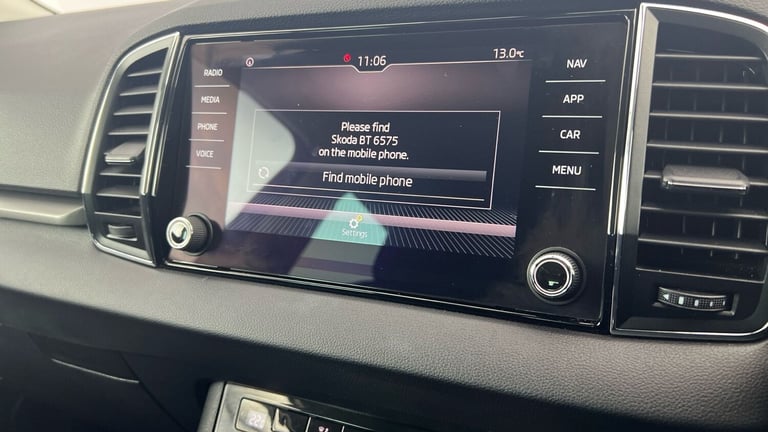 11:06
13.0°C
RADIO
MEDIA
PHONE
VOICE
Please find
Skoda BT 6575
on the mobile phone.
Find mobile phone
Settings
NAV
APP
CAR
MENU